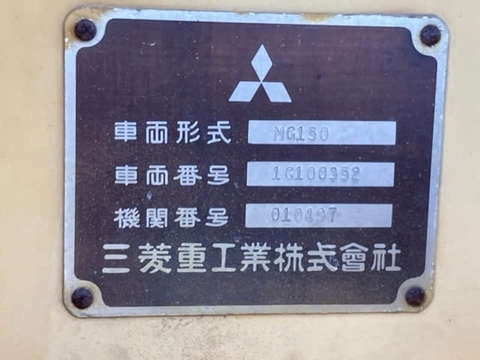 車両形式 MG150
車両番号 1G100352
機関番号 010497
三菱重工業株式會社